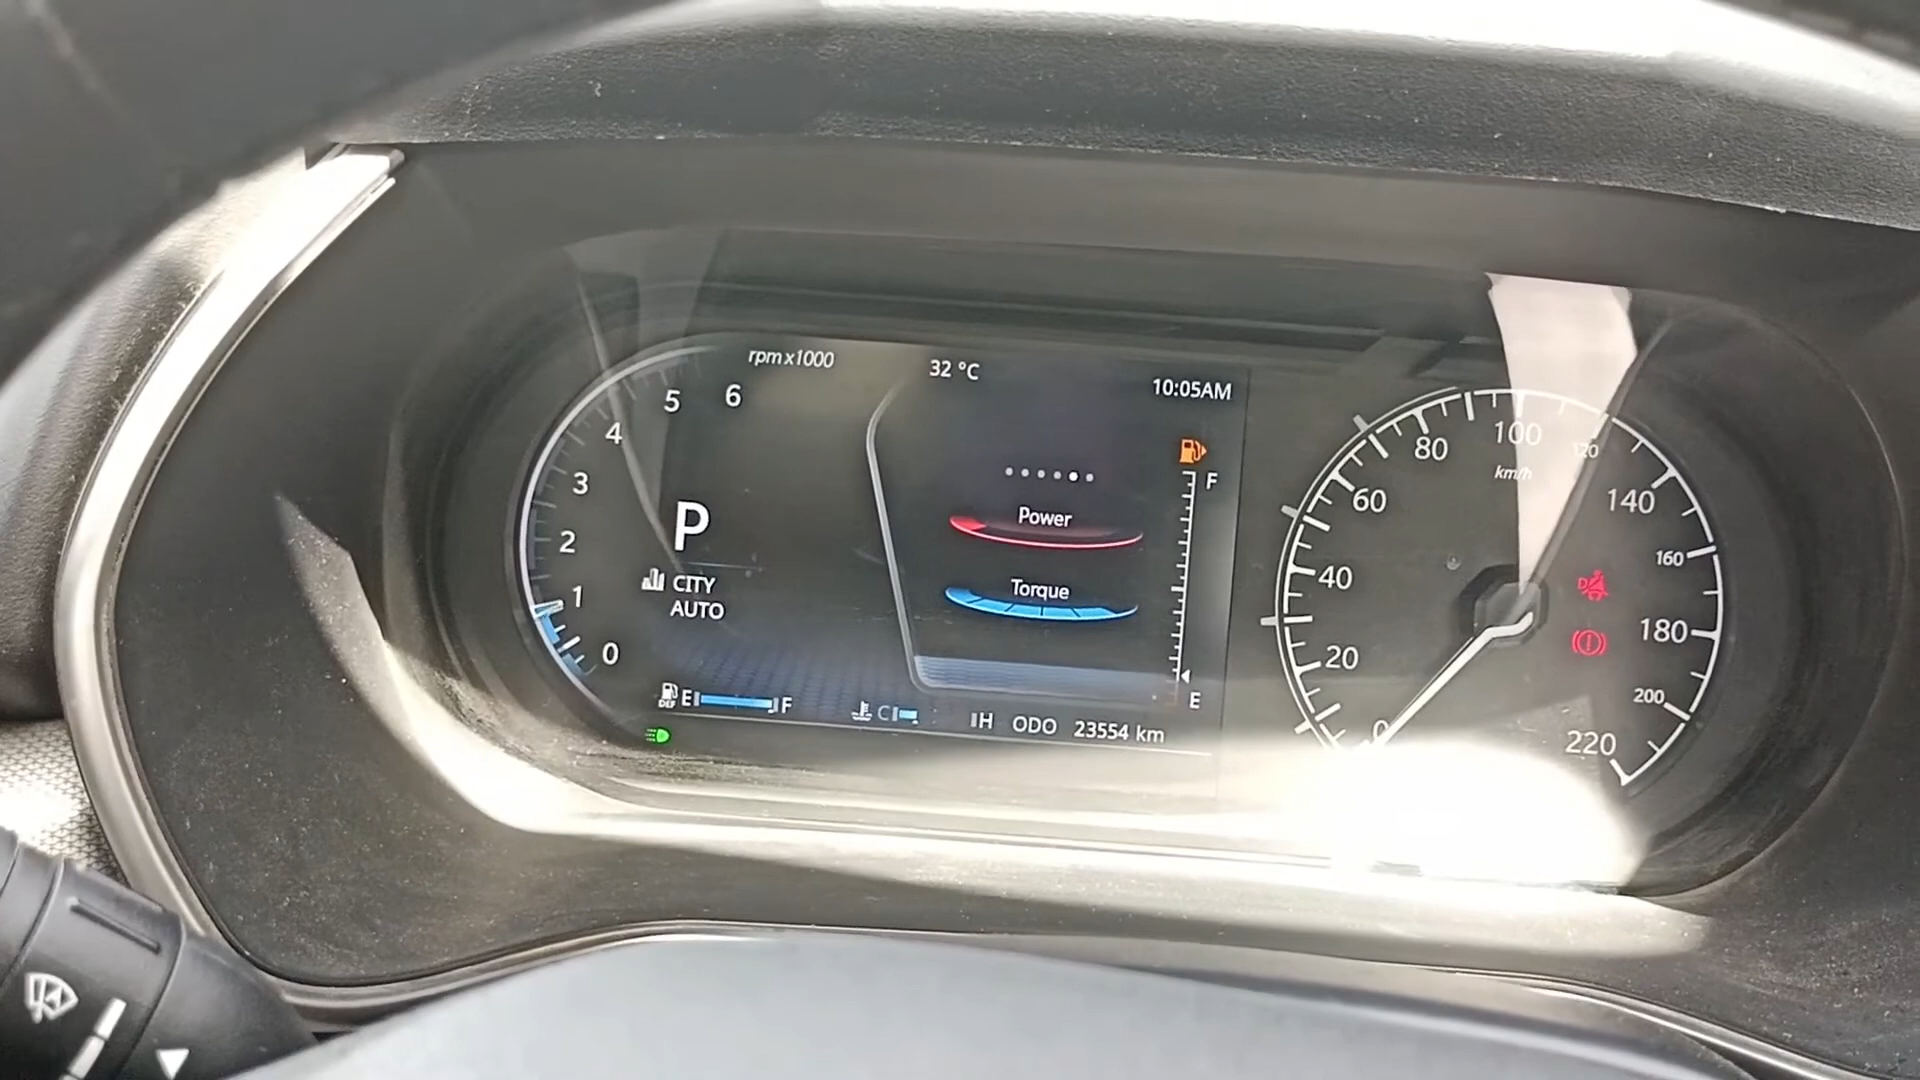 rpm x1000
32 °C
10:05AM
6
5
4
3
2
1
0
P
CITY
AUTO
Power
Torque
F
E
DEF E F
C H
ODO 23554 km
0
20
40
60
80
100
120
140
160
180
200
220
km/h
D